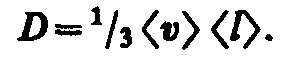 D = ¹/₃ ⟨v⟩ ⟨l⟩.